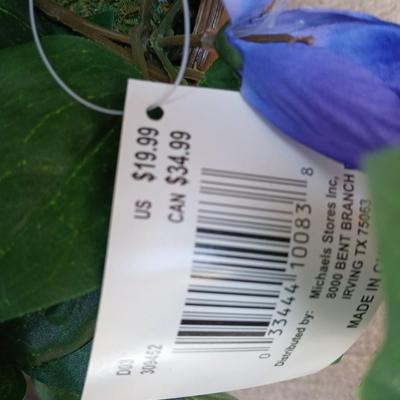 US $19.99
CAN $34.99
0 33444 10083 8
Distributed by:
Michaels Stores Inc,
8000 BENT BRANCH
IRVING TX 75063
MADE IN
D03
309452